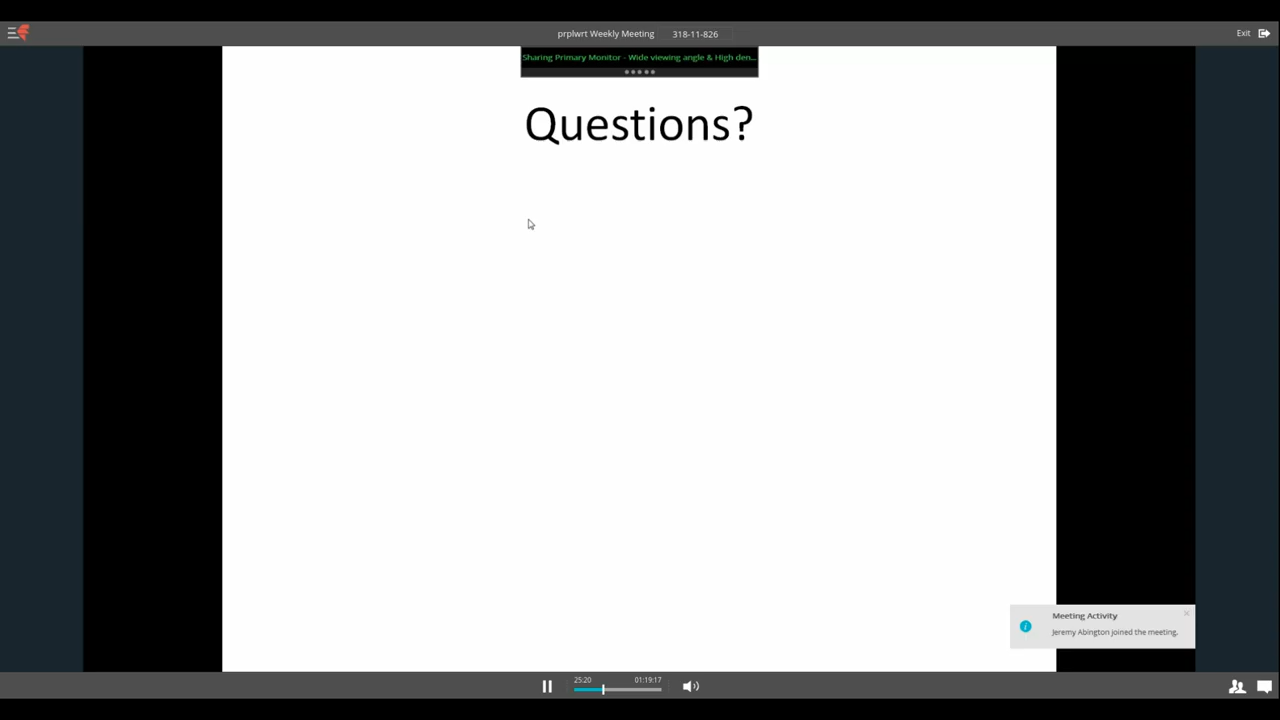 prplwrt Weekly Meeting 318-11-826
Exit
Sharing Primary Monitor - Wide viewing angle & High den...
Questions?
Meeting Activity
Jeremy Abington joined the meeting.
25:20 01:19:17